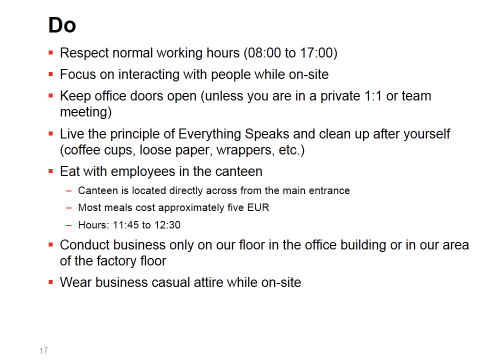 Do
▪ Respect normal working hours (08:00 to 17:00)
▪ Focus on interacting with people while on-site
▪ Keep office doors open (unless you are in a private 1:1 or team
meeting)
▪ Live the principle of Everything Speaks and clean up after yourself
(coffee cups, loose paper, wrappers, etc.)
▪ Eat with employees in the canteen
– Canteen is located directly across from the main entrance
– Most meals cost approximately five EUR
– Hours: 11:45 to 12:30
▪ Conduct business only on our floor in the office building or in our area
of the factory floor
▪ Wear business casual attire while on-site
17